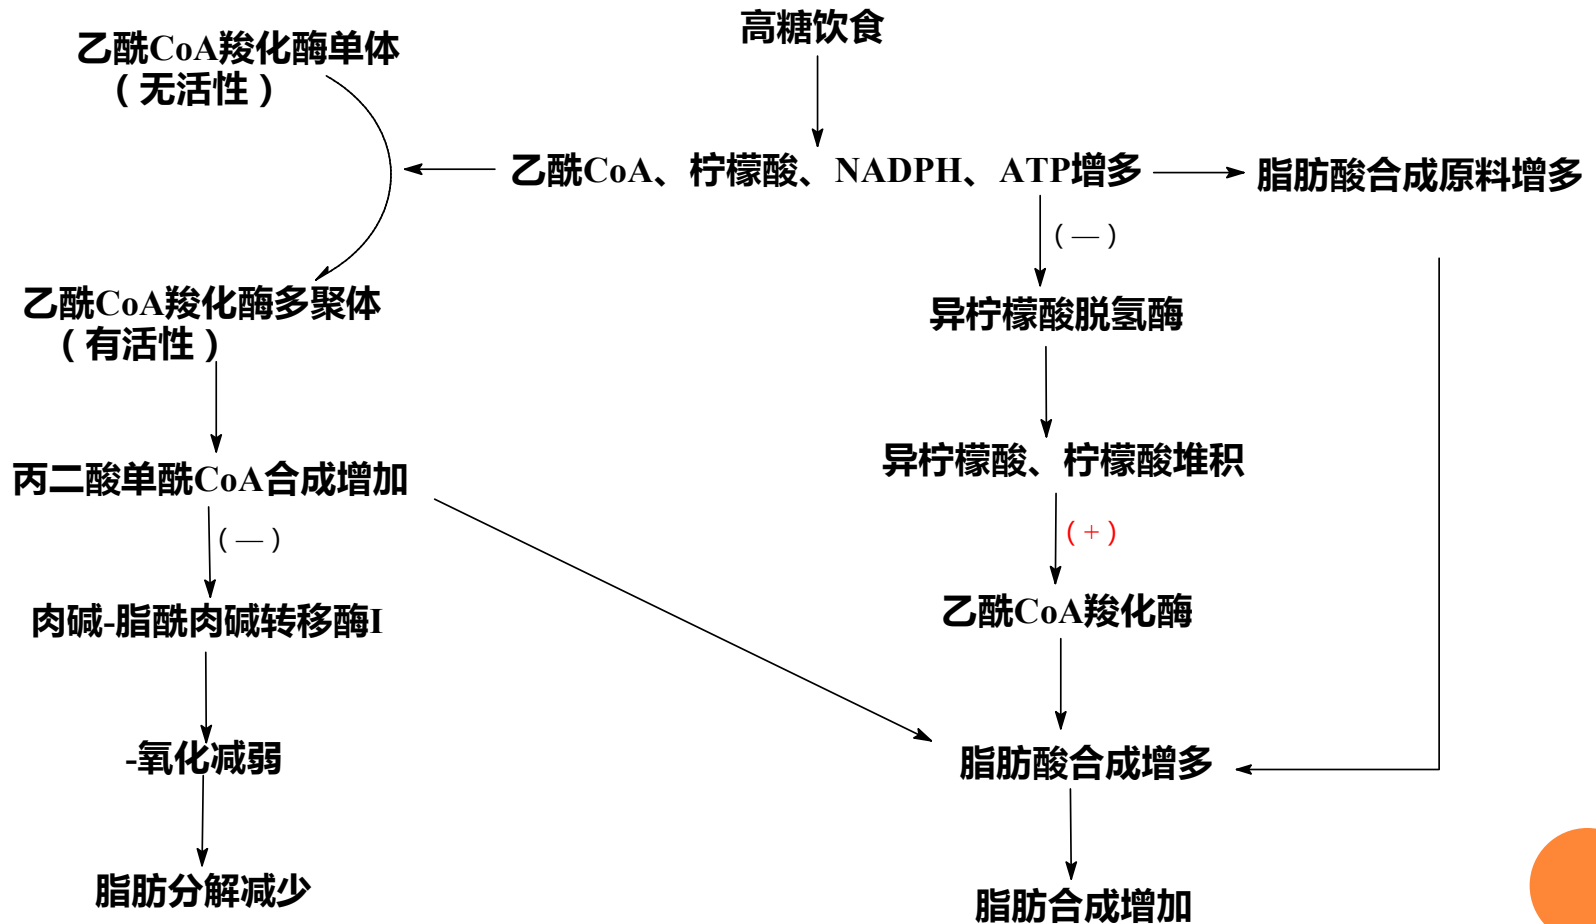 高糖饮食
乙酰CoA羧化酶单体
（无活性）
乙酰CoA、柠檬酸、NADPH、ATP增多
脂肪酸合成原料增多
（—）
乙酰CoA羧化酶多聚体
（有活性）
异柠檬酸脱氢酶
丙二酸单酰CoA合成增加
异柠檬酸、柠檬酸堆积
（—）
（+）
肉碱-脂酰肉碱转移酶I
乙酰CoA羧化酶
-氧化减弱
脂肪酸合成增多
脂肪分解减少
脂肪合成增加